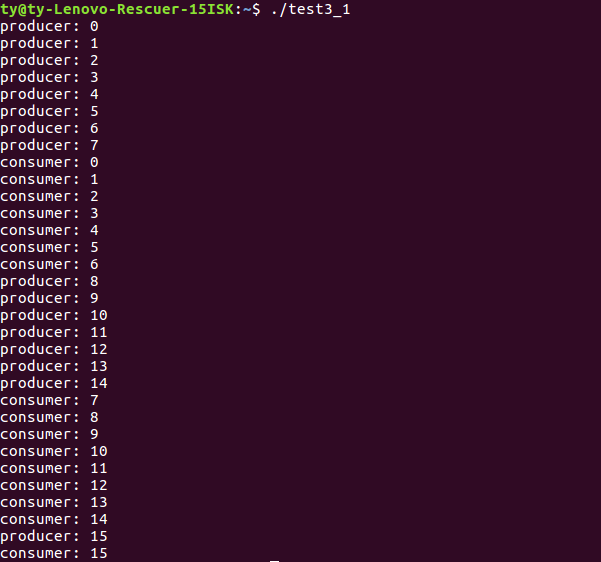 ty@ty-Lenovo-Rescuer-15ISK:~$ ./test3_1
producer: 0
producer: 1
producer: 2
producer: 3
producer: 4
producer: 5
producer: 6
producer: 7
consumer: 0
consumer: 1
consumer: 2
consumer: 3
consumer: 4
consumer: 5
consumer: 6
producer: 8
producer: 9
producer: 10
producer: 11
producer: 12
producer: 13
producer: 14
consumer: 7
consumer: 8
consumer: 9
consumer: 10
consumer: 11
consumer: 12
consumer: 13
consumer: 14
producer: 15
consumer: 15